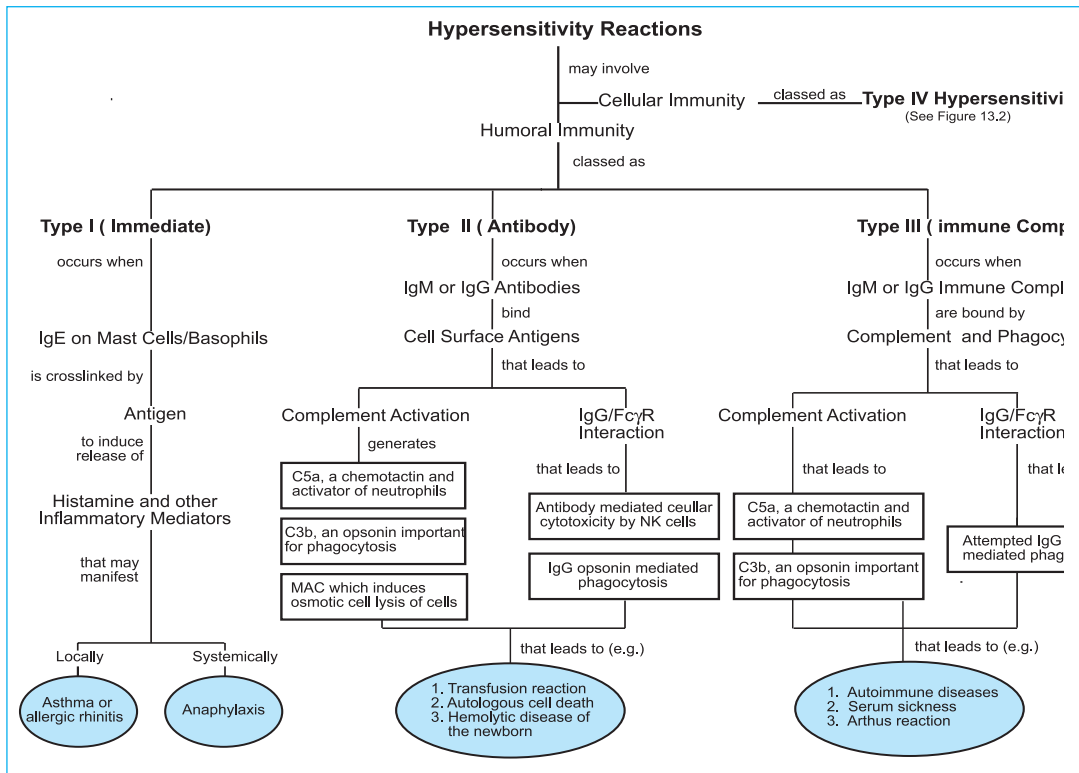 Hypersensitivity Reactions
may involve
Cellular Immunity
classed as
Type IV Hypersensitivi
(See Figure 13.2)
Humoral Immunity
classed as
Type I ( Immediate)
occurs when
IgE on Mast Cells/Basophils
is crosslinked by
Antigen
to induce
release of
Histamine and other
Inflammatory Mediators
that may
manifest
Locally
Systemically
Asthma or
allergic rhinitis
Anaphylaxis
Type II ( Antibody)
occurs when
IgM or IgG Antibodies
bind
Cell Surface Antigens
that leads to
Complement Activation
generates
C5a, a chemotactin and
activator of neutrophils
C3b, an opsonin important
for phagocytosis
MAC which induces
osmotic cell lysis of cells
IgG/FcγR
Interaction
that leads to
Antibody mediated ceullar
cytotoxicity by NK cells
IgG opsonin mediated
phagocytosis
that leads to (e.g.)
1. Transfusion reaction
2. Autologous cell death
3. Hemolytic disease of
the newborn
Type III ( immune Comp
occurs when
IgM or IgG Immune Comple
are bound by
Complement and Phagocy
that leads to
Complement Activation
that leads to
C5a, a chemotactin and
activator of neutrophils
C3b, an opsonin important
for phagocytosis
IgG/FcγR
Interaction
that le
Attempted IgG
mediated phag
that leads to (e.g.)
1. Autoimmune diseases
2. Serum sickness
3. Arthus reaction